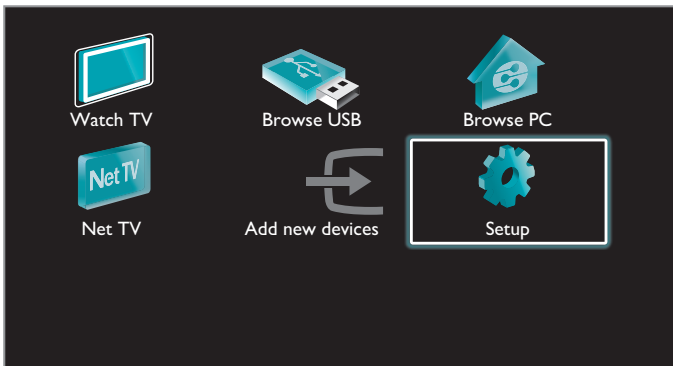 Watch TV
Browse USB
Browse PC
Net TV
Net TV
Add new devices
Setup